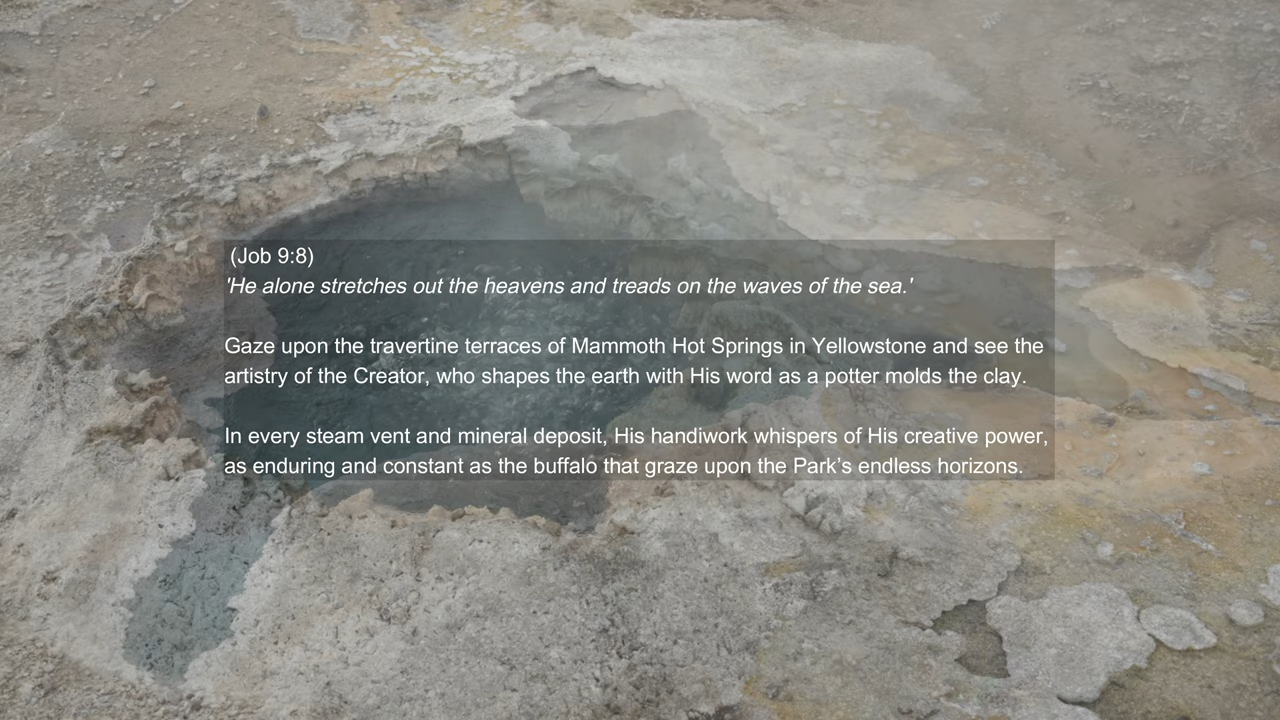 (Job 9:8)
'He alone stretches out the heavens and treads on the waves of the sea.'
Gaze upon the travertine terraces of Mammoth Hot Springs in Yellowstone and see the
artistry of the Creator, who shapes the earth with His word as a potter molds the clay.
In every steam vent and mineral deposit, His handiwork whispers of His creative power,
as enduring and constant as the buffalo that graze upon the Park’s endless horizons.